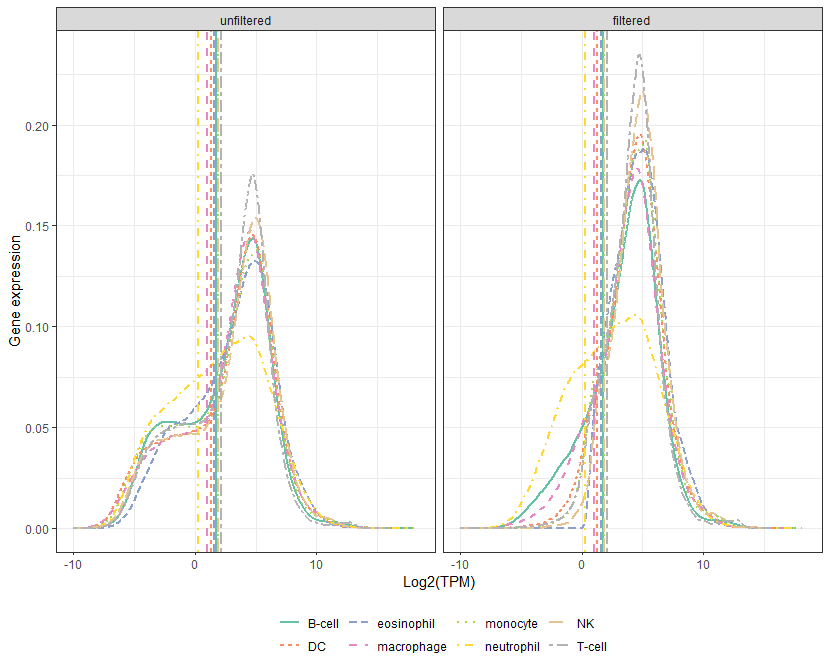 unfiltered filtered
Gene expression
0.20
0.15
0.10
0.05
0.00
-10 0 10 -10 0 10
Log2(TPM)
B-cell eosinophil monocyte NK
DC macrophage neutrophil T-cell